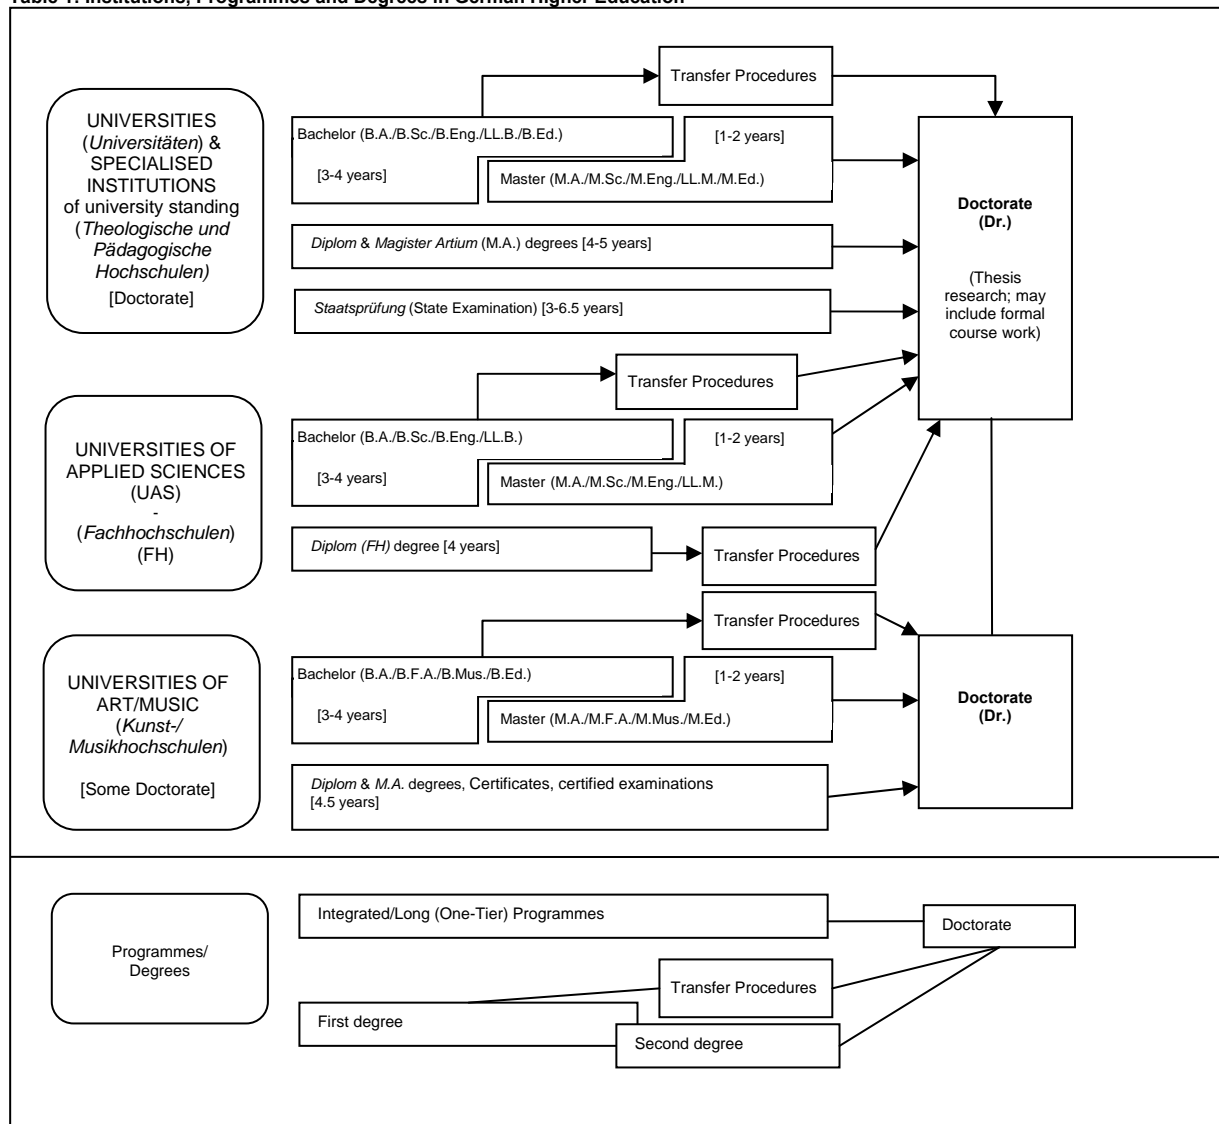 Table 1: Institutions, Programmes and Degrees in German Higher Education
Transfer Procedures
UNIVERSITIES
(Universitäten) &
SPECIALISED
INSTITUTIONS
of university standing
(Theologische und
Pädagogische
Hochschulen)
[Doctorate]
Bachelor (B.A./B.Sc./B.Eng./LL.B./B.Ed.)
[3-4 years]
[1-2 years]
Master (M.A./M.Sc./M.Eng./LL.M./M.Ed.)
Diplom & Magister Artium (M.A.) degrees [4-5 years]
Staatsprüfung (State Examination) [3-6.5 years]
Doctorate
(Dr.)
(Thesis
research; may
include formal
course work)
Transfer Procedures
UNIVERSITIES OF
APPLIED SCIENCES
(UAS)
-
(Fachhochschulen)
(FH)
Bachelor (B.A./B.Sc./B.Eng./LL.B.)
[3-4 years]
[1-2 years]
Master (M.A./M.Sc./M.Eng./LL.M.)
Diplom (FH) degree [4 years]
Transfer Procedures
Transfer Procedures
UNIVERSITIES OF
ART/MUSIC
(Kunst-/
Musikhochschulen)
[Some Doctorate]
Bachelor (B.A./B.F.A./B.Mus./B.Ed.)
[3-4 years]
[1-2 years]
Master (M.A./M.F.A./M.Mus./M.Ed.)
Diplom & M.A. degrees, Certificates, certified examinations
[4.5 years]
Doctorate
(Dr.)
Programmes/
Degrees
Integrated/Long (One-Tier) Programmes
Doctorate
Transfer Procedures
First degree
Second degree